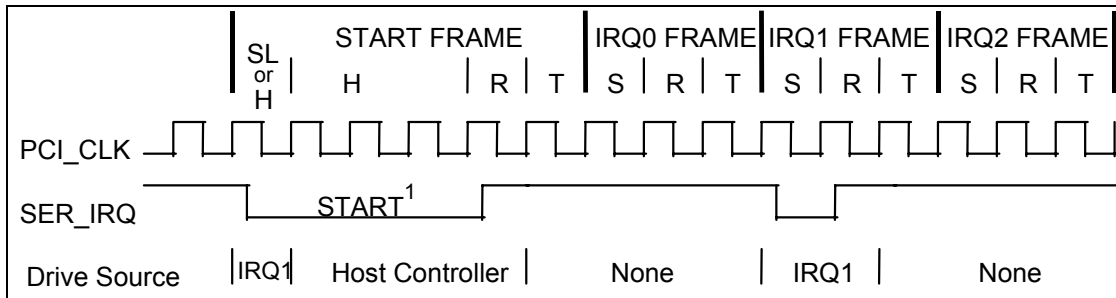 START FRAME IRQ0 FRAME IRQ1 FRAME IRQ2 FRAME
SL
or
H
H R T S R T S R T S R T
PCI_CLK
START1
SER_IRQ
Drive Source IRQ1 Host Controller None IRQ1 None